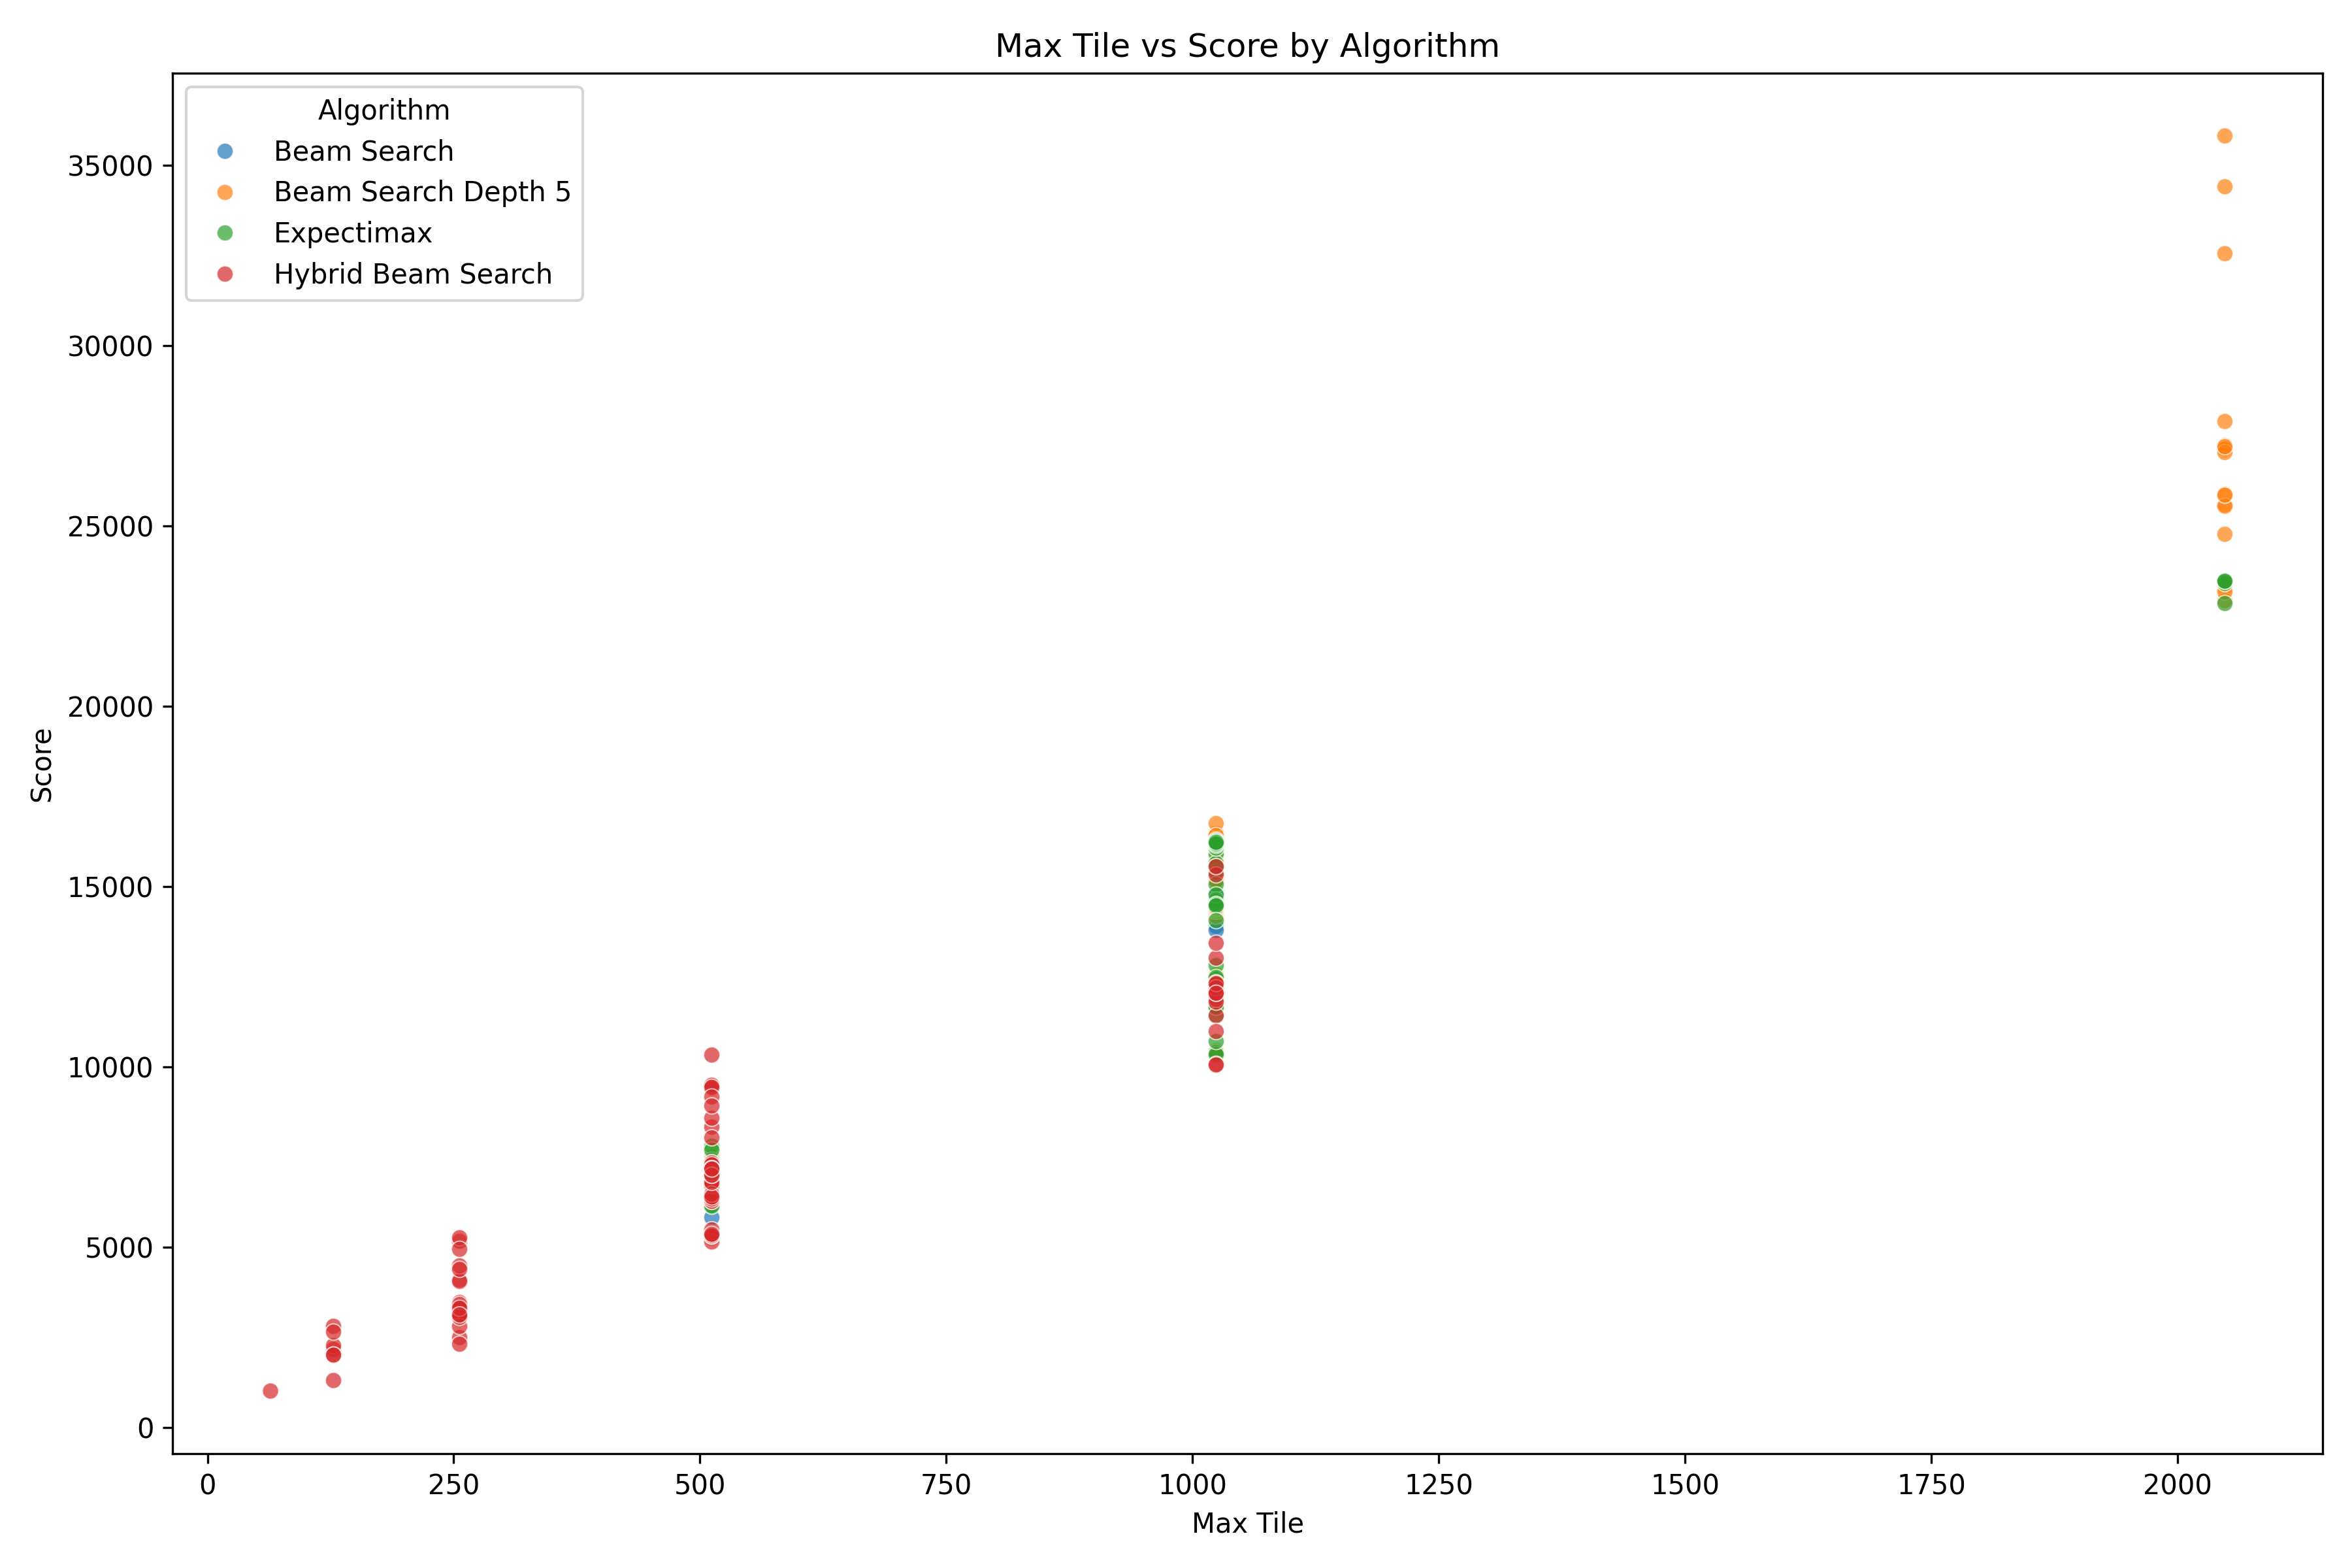 Max Tile vs Score by Algorithm
Algorithm
Beam Search
Beam Search Depth 5
Expectimax
Hybrid Beam Search
35000
30000
25000
20000
15000
10000
5000
0
Score
0 250 500 750 1000 1250 1500 1750 2000
Max Tile